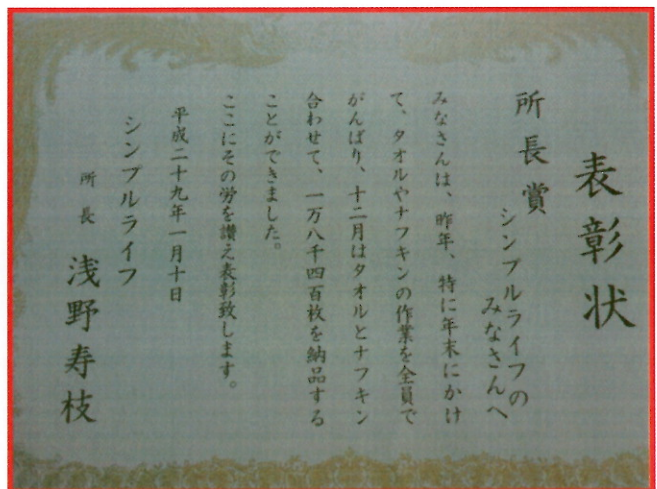 表彰状
所長賞
シンプルライフの
みなさんへ
みなさんは、昨年、特に年末にかけ
て、タオルやナフキンの作業を全員で
がんばり、十二月はタオルとナフキン
合わせて、一万八千四百枚を納品する
ことができました。
ここにその労を讃え表彰致します。
平成二十九年一月十日
シンプルライフ
所長 浅野寿枝